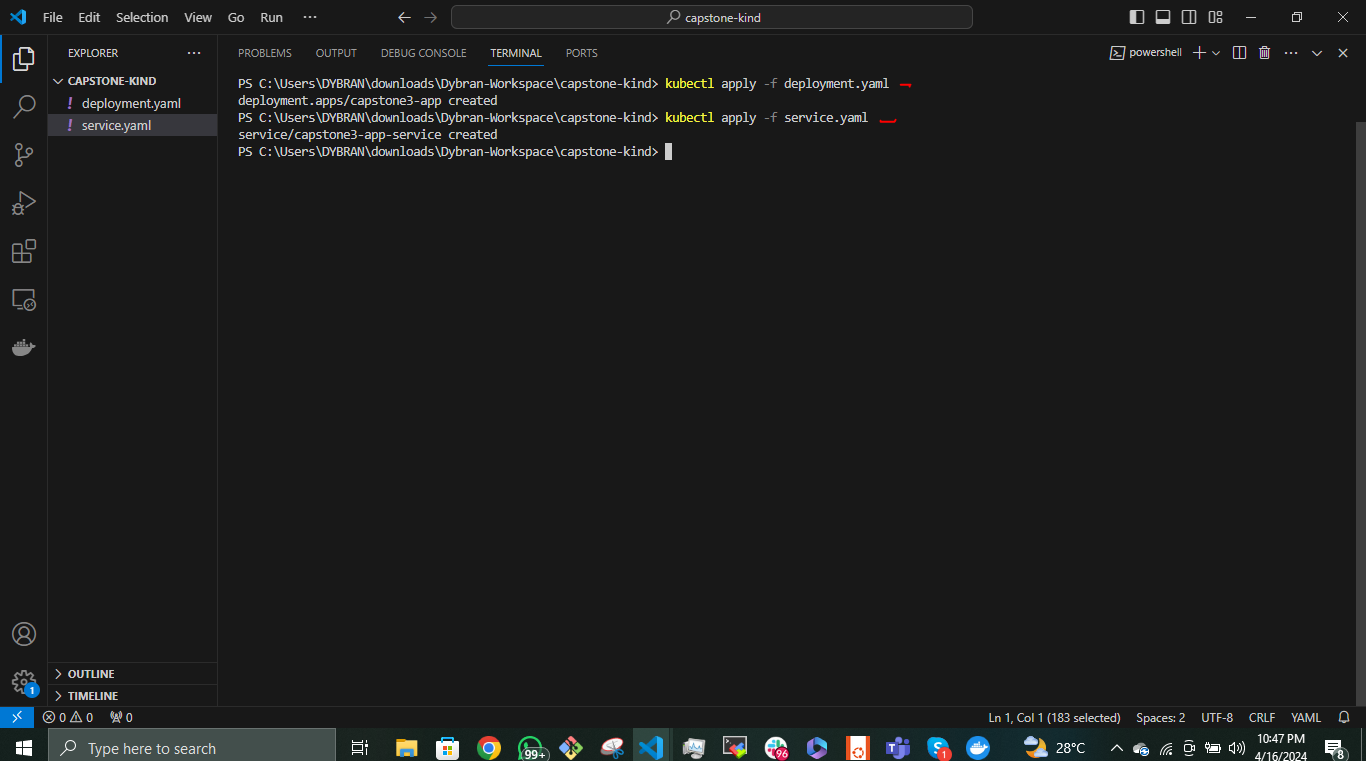 File Edit Selection View Go Run ···
capstone-kind
EXPLORER ···
CAPSTONE-KIND
! deployment.yaml
! service.yaml
PROBLEMS OUTPUT DEBUG CONSOLE TERMINAL PORTS
powershell
PS C:\Users\DYBRAN\downloads\Dybran-Workspace\capstone-kind> kubectl apply -f deployment.yaml
deployment.apps/capstone3-app created
PS C:\Users\DYBRAN\downloads\Dybran-Workspace\capstone-kind> kubectl apply -f service.yaml
service/capstone3-app-service created
PS C:\Users\DYBRAN\downloads\Dybran-Workspace\capstone-kind>
1
OUTLINE
TIMELINE
0 0 0
Ln 1, Col 1 (183 selected) Spaces: 2 UTF-8 CRLF YAML
Type here to search
99+
96
1
28°C
10:47 PM
4/16/2024
8